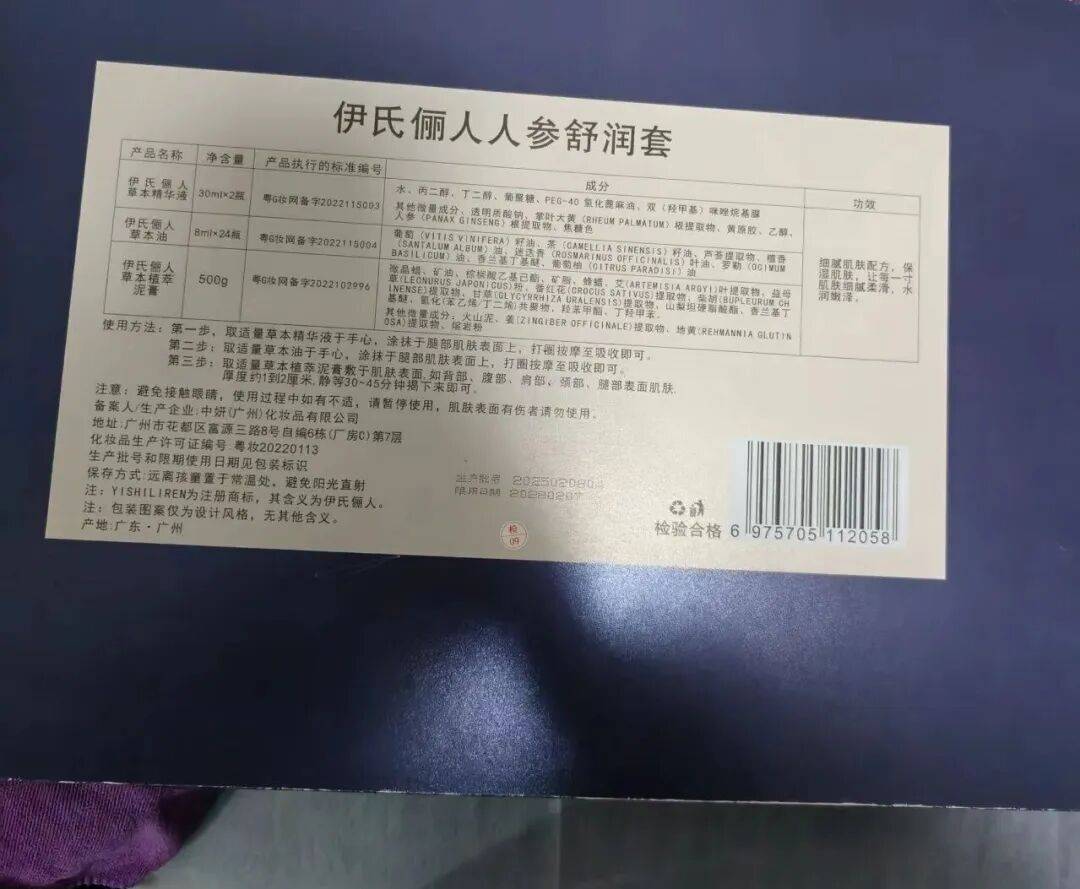 伊氏俪人人参舒润套
产品名称 净含量 产品执行的标准编号 成分 功效
伊氏俪人
草本精华液
30ml×2瓶
粤G妆网备字2022115003
水、丙二醇、丁二醇、葡聚糖、PEG-40 氢化蓖麻油、双(羟甲基)咪唑烷基脲
其他微量成分、透明质酸钠、掌叶大黄(RHEUM PALMATUM)根提取物、黄原胶、乙醇、
人参(PANAX GINSENG)根提取物、焦糖色
伊氏俪人
草本油
8ml×24瓶
粤G妆网备字2022115004
葡萄(VITIS VINIFERA)籽油、茶(CAMELLIA SINENSIS)籽油、芦荟提取物、檀香
(SANTALUM ALBUM)油、迷迭香(ROSMARINUS OFFICINALIS)叶油、罗勒(OGIMUM
BASILICUM)油、香兰基丁基醚、葡萄柚(CITRUS PARADISI)油
伊氏俪人
草本植萃
泥膏
500g
粤G妆网备字2022102996
微晶蜡、矿油、棕榈酸乙基己酯、矿脂、蜂蜡、艾(ARTEMISIA ARGYI)叶提取物、益母
草(LEONURUS JAPONICUS)粉、番红花(CROCUS SATIVUS)提取物、柴胡(BUPLEURUM CH
INENSE)提取物、甘草(GLYCYRRHIZA URALENSIS)提取物、山梨坦硬脂酸酯、香兰基丁
基醚、氢化(苯乙烯/丁二烯)共聚物、羟苯甲酯、丁羟甲苯
其他微量成分：火山泥、姜(ZINGIBER OFFICINALE)提取物、地黄(REHMANNIA GLUTIN
OSA)提取物、熔岩粉
细腻肌肤配方，保
湿肌肤，让每一寸
肌肤细腻柔滑，水
润嫩泽。
使用方法：第一步，取适量草本精华液于手心，涂抹于腿部肌肤表面上，打圈按摩至吸收即可。
第二步：取适量草本油于手心，涂抹于腿部肌肤表面上，打圈按摩至吸收即可。
第三步：取适量草本植萃泥膏敷于肌肤表面，如背部、腹部、肩部、颈部、腿部表面肌肤，
厚度约1到2厘米，静等30~45分钟揭下来即可。
注意：避免接触眼睛，使用过程中如有不适，请暂停使用，肌肤表面有伤者请勿使用。
备案人/生产企业：中妍(广州)化妆品有限公司
地址：广州市花都区富源三路8号自编6栋(厂房C)第7层
化妆品生产许可证编号 粤妆20220113
生产批号和限期使用日期见包装标识
保存方式：远离孩童置于常温处，避免阳光直射
注：YISHILIREN为注册商标，其含义为伊氏俪人。
注：包装图案仅为设计风格，无其他含义。
产地：广东·广州
生产批号 2025020804
限用日期 20280207
检
09
检验合格
6 975705 112058